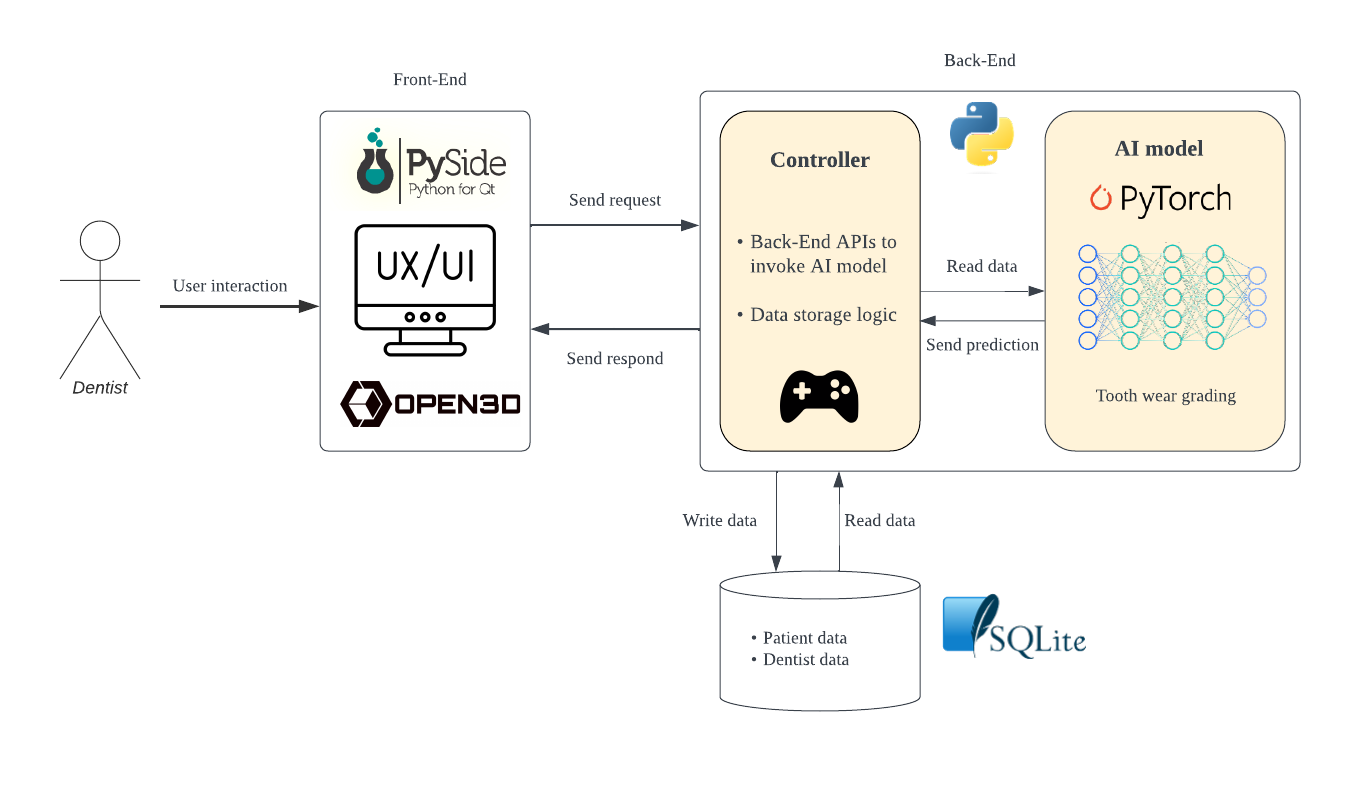 Back-End
Front-End
PySide
Python for Qt
UX/UI
OPEN3D
Controller
• Back-End APIs to
invoke AI model
• Data storage logic
AI model
PyTorch
Tooth wear grading
Send request
Send respond
User interaction
Dentist
Read data
Send prediction
Write data
Read data
• Patient data
• Dentist data
SQLite